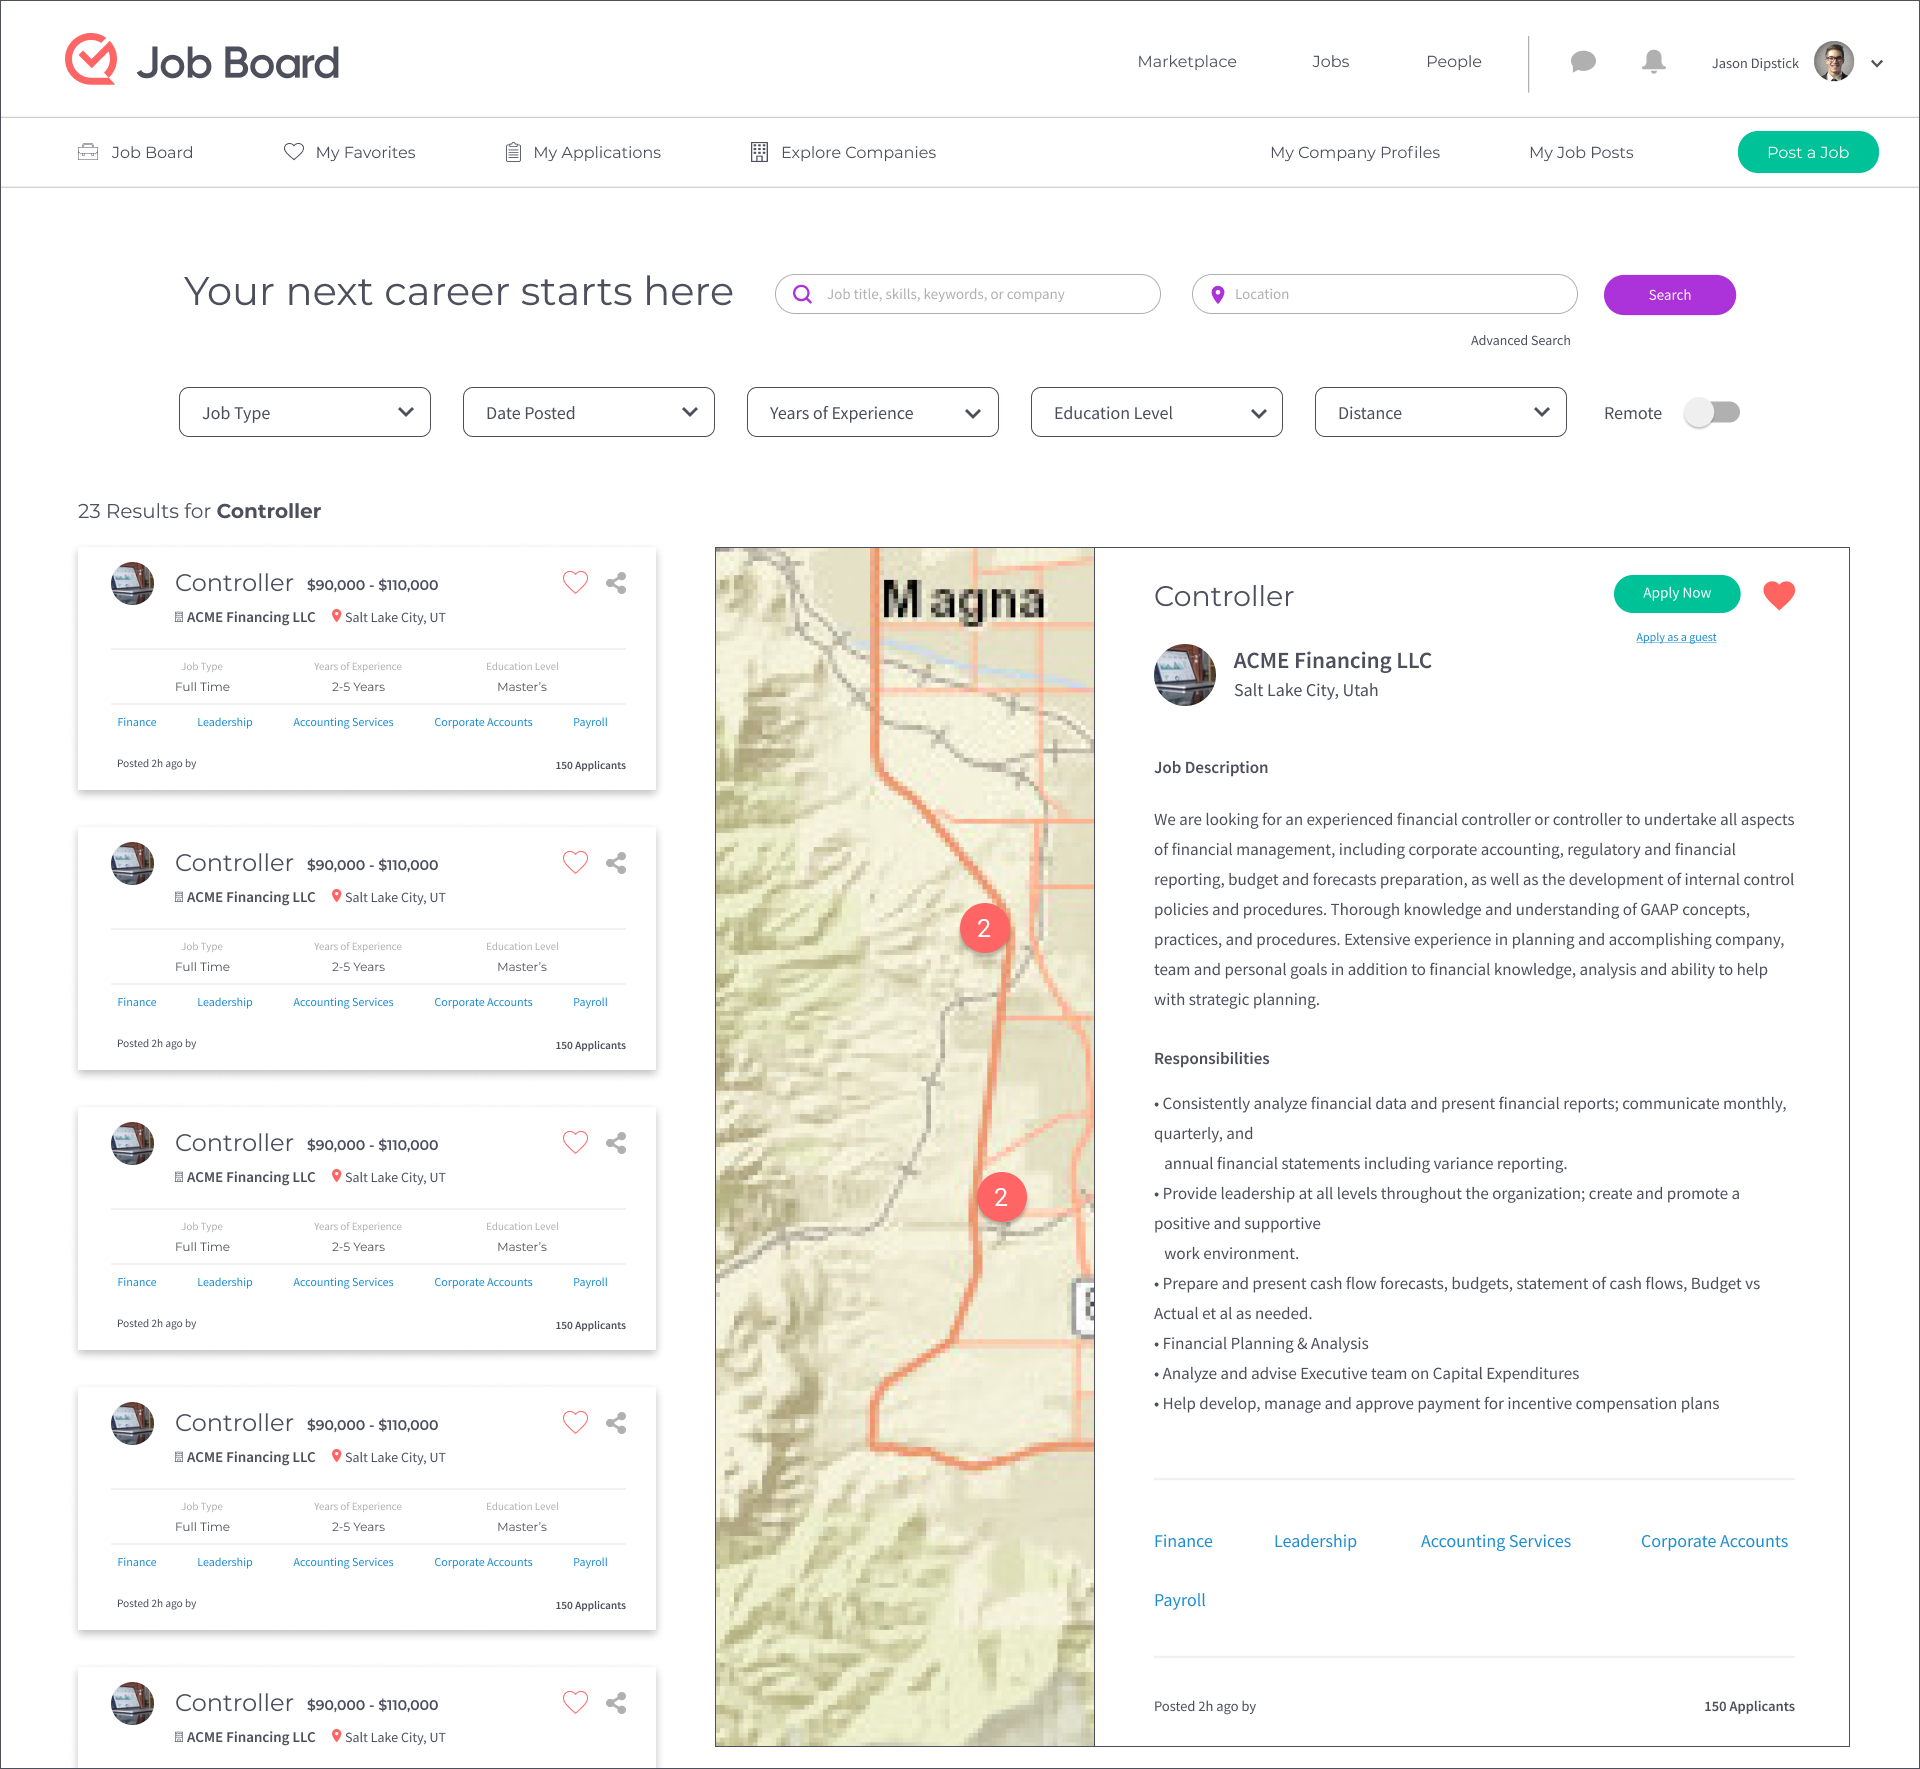 Job Board
Marketplace
Jobs
People
Jason Dipstick
Job Board
My Favorites
My Applications
Explore Companies
My Company Profiles
My Job Posts
Post a Job
Your next career starts here
Job title, skills, keywords, or company
Location
Search
Advanced Search
Job Type
Date Posted
Years of Experience
Education Level
Distance
Remote
23 Results for Controller
Controller $90,000 - $110,000
ACME Financing LLC Salt Lake City, UT
Job Type Years of Experience Education Level
Full Time 2-5 Years Master's
Finance Leadership Accounting Services Corporate Accounts Payroll
Posted 2h ago by 150 Applicants
Controller $90,000 - $110,000
ACME Financing LLC Salt Lake City, UT
Job Type Years of Experience Education Level
Full Time 2-5 Years Master's
Finance Leadership Accounting Services Corporate Accounts Payroll
Posted 2h ago by 150 Applicants
Controller $90,000 - $110,000
ACME Financing LLC Salt Lake City, UT
Job Type Years of Experience Education Level
Full Time 2-5 Years Master's
Finance Leadership Accounting Services Corporate Accounts Payroll
Posted 2h ago by 150 Applicants
Controller $90,000 - $110,000
ACME Financing LLC Salt Lake City, UT
Job Type Years of Experience Education Level
Full Time 2-5 Years Master's
Finance Leadership Accounting Services Corporate Accounts Payroll
Posted 2h ago by 150 Applicants
Controller $90,000 - $110,000
ACME Financing LLC Salt Lake City, UT
Magna
2
2
Controller
Apply Now
Apply as a guest
ACME Financing LLC
Salt Lake City, Utah
Job Description
We are looking for an experienced financial controller or controller to undertake all aspects
of financial management, including corporate accounting, regulatory and financial
reporting, budget and forecasts preparation, as well as the development of internal control
policies and procedures. Thorough knowledge and understanding of GAAP concepts,
practices, and procedures. Extensive experience in planning and accomplishing company,
team and personal goals in addition to financial knowledge, analysis and ability to help
with strategic planning.
Responsibilities
• Consistently analyze financial data and present financial reports; communicate monthly,
quarterly, and
annual financial statements including variance reporting.
• Provide leadership at all levels throughout the organization; create and promote a
positive and supportive
work environment.
• Prepare and present cash flow forecasts, budgets, statement of cash flows, Budget vs
Actual et al as needed.
• Financial Planning & Analysis
• Analyze and advise Executive team on Capital Expenditures
• Help develop, manage and approve payment for incentive compensation plans
Finance Leadership Accounting Services Corporate Accounts
Payroll
Posted 2h ago by 150 Applicants